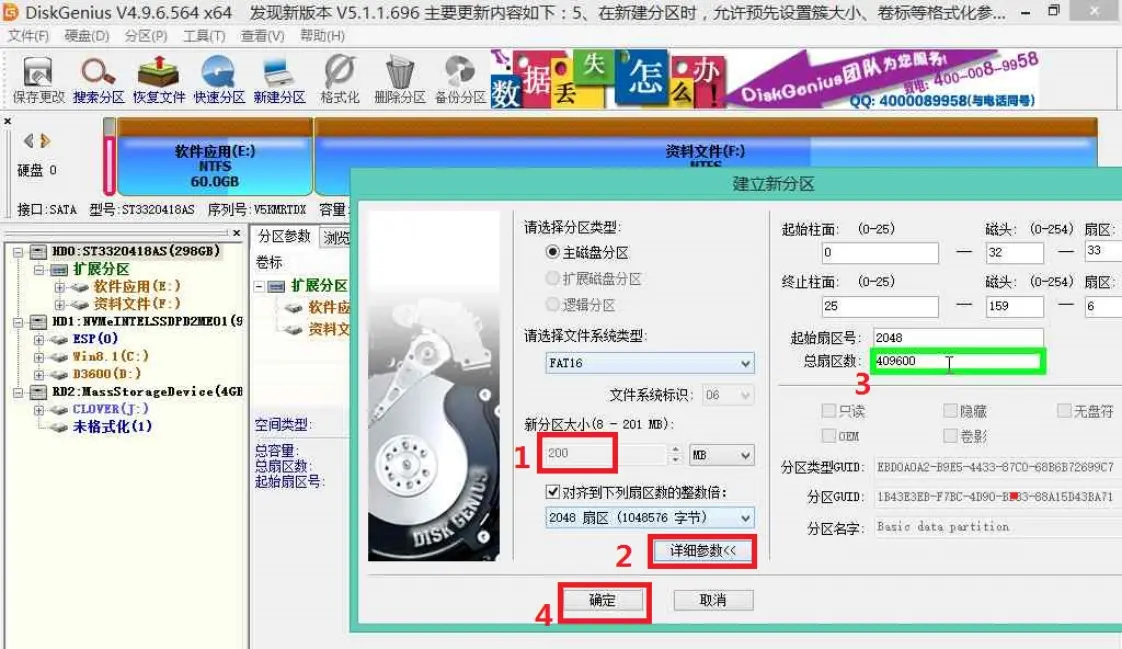 DiskGenius V4.9.6.564 x64 发现新版本 V5.1.1.696 主要更新内容如下：5、在新建分区时，允许预先设置簇大小、卷标等格式化参...
文件(F) 硬盘(D) 分区(P) 工具(T) 查看(V) 帮助(H)
保存更改 搜索分区 恢复文件 快速分区 新建分区 格式化 删除分区 备份分区
数据丢失怎么办！
DiskGenius团队为您服务!
致电: 400-008-9958
QQ: 4000089958(与电话同号)
硬盘 0
软件应用(E:)
NTFS
60.0GB
资料文件(F:)
NTFS
接口:SATA 型号:ST3320418AS 序列号:V5KMRTDX 容量:
HD0:ST3320418AS(298GB)
扩展分区
软件应用(E:)
资料文件(F:)
HD1:NVMeINTELSSDPD2ME01(9
ESP(0)
Win8.1(C:)
D3600(D:)
RD2:MassStorageDevice(4GB
CLOVER(J:)
未格式化(1)
分区参数 浏览
卷标
扩展分区
软件应
资料文
空间类型:
总容量:
总扇区数:
起始扇区号:
建立新分区
请选择分区类型:
主磁盘分区
扩展磁盘分区
逻辑分区
请选择文件系统类型:
FAT16
文件系统标识: 06
新分区大小(8 - 201 MB):
1 200 MB
对齐到下列扇区数的整数倍:
2048 扇区 (1048576 字节)
2 详细参数<<
4 确定 取消
DISK GENIUS
起始柱面: (0-25) 磁头: (0-254) 扇区:
0 — 32 — 33
终止柱面: (0-25) 磁头: (0-254) 扇区:
25 — 159 — 6
起始扇区号: 2048
总扇区数: 409600
3
只读 隐藏 无盘符
OEM 卷影
分区类型GUID: EBD0A0A2-B9E5-4433-87C0-68B6B72699C7
分区GUID:
分区名字: Basic data partition